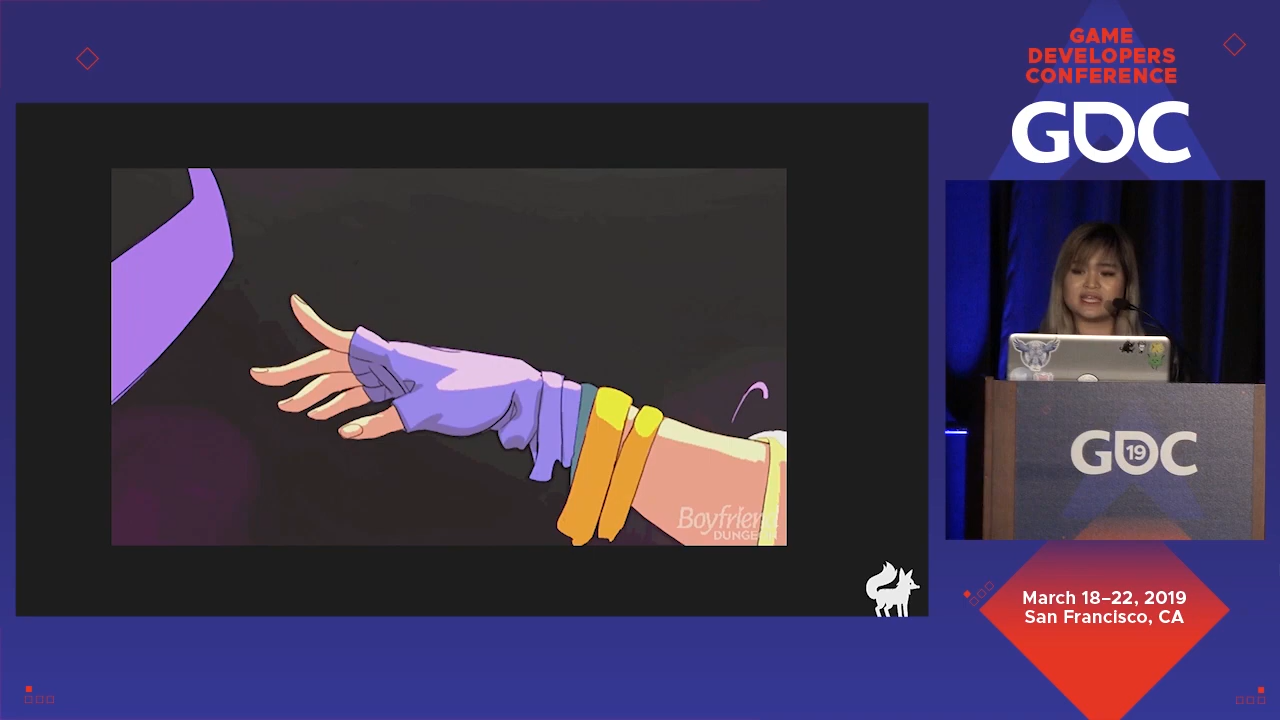 GAME
DEVELOPERS
CONFERENCE
GDC
Boyfriend
DUNGEON
GDC
19
March 18–22, 2019
San Francisco, CA